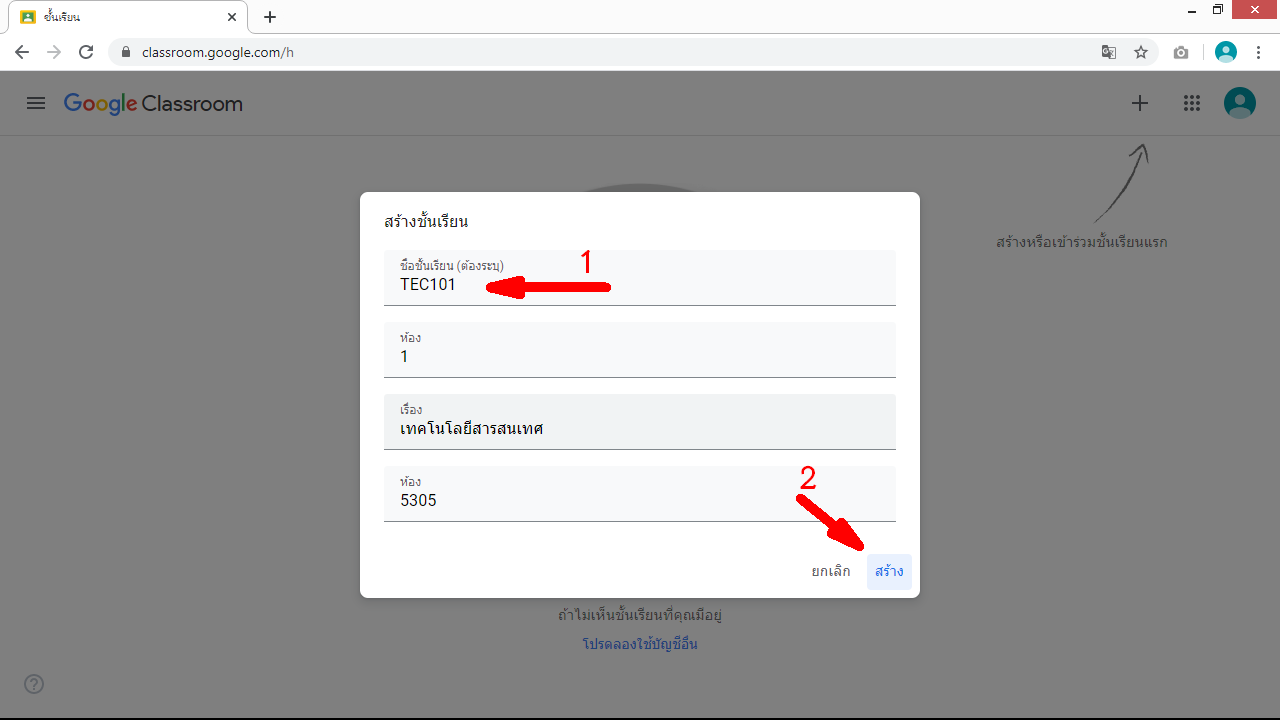 ชั้นเรียน
classroom.google.com/h
Google Classroom
สร้างหรือเข้าร่วมชั้นเรียนแรก
สร้างชั้นเรียน
ชื่อชั้นเรียน (ต้องระบุ)
1
TEC101
ห้อง
1
เรื่อง
เทคโนโลยีสารสนเทศ
ห้อง
2
5305
ยกเลิก
สร้าง
ถ้าไม่เห็นชั้นเรียนที่คุณมีอยู่
โปรดลองใช้บัญชีอื่น